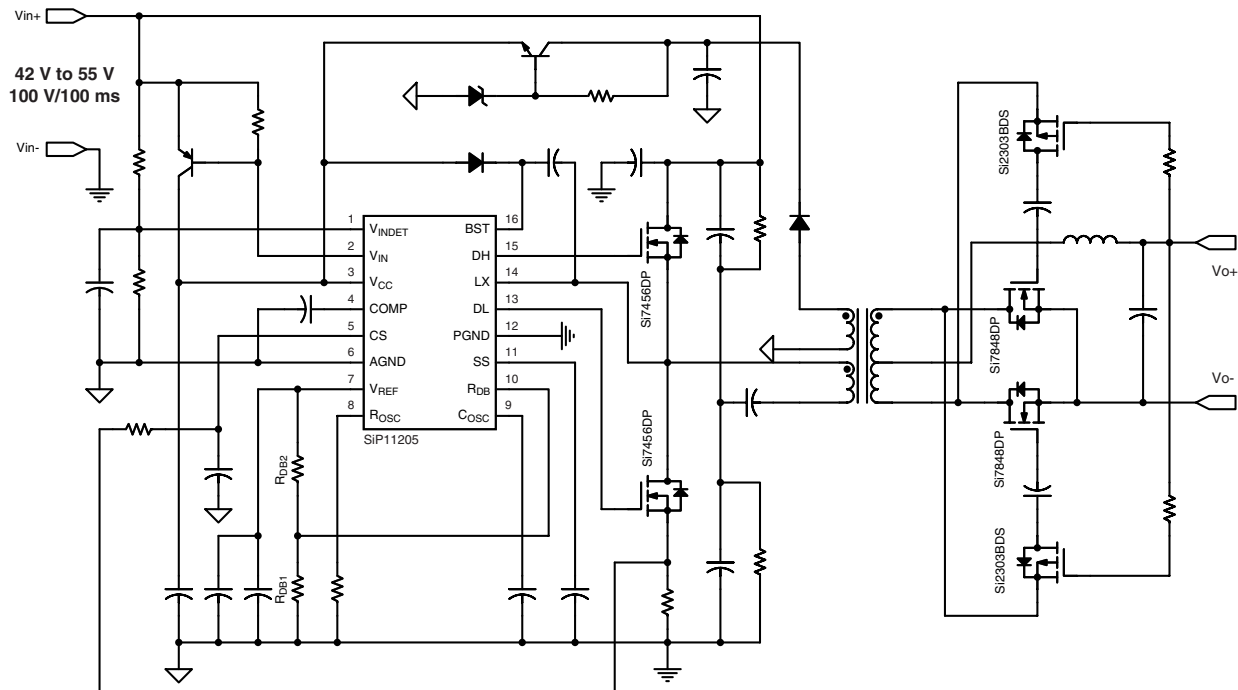 Vin+
42 V to 55 V
100 V/100 ms
Vin-
1
2
3
4
5
6
7
8
VINDET
VIN
VCC
COMP
CS
AGND
VREF
ROSC
BST
DH
LX
DL
PGND
SS
RDB
COSC
16
15
14
13
12
11
10
9
SiP11205
RDB2
RDB1
Si7456DP
Si7456DP
Si2303BDS
Si7848DP
Si7848DP
Si2303BDS
Vo+
Vo-